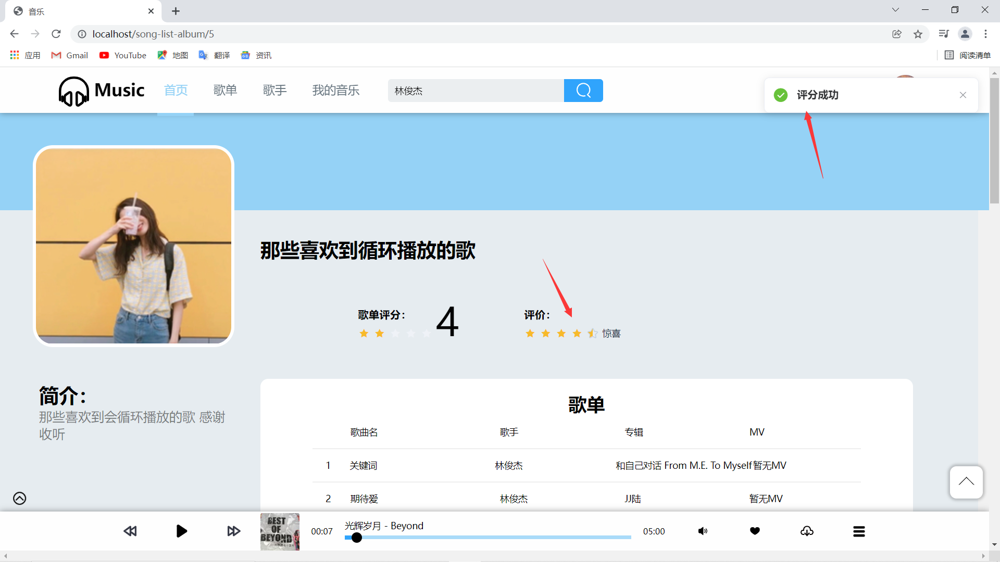 音乐
localhost/song-list-album/5
应用 Gmail YouTube 地图 翻译 资讯 阅读清单
Music 首页 歌单 歌手 我的音乐 林俊杰
评分成功
那些喜欢到循环播放的歌
歌单评分： 4 评价：
惊喜
简介：
那些喜欢到会循环播放的歌 感谢
收听
歌单
歌曲名 歌手 专辑 MV
1 关键词 林俊杰 和自己对话 From M.E. To Myself 暂无MV
2 期待爱 林俊杰 JJ陆 暂无MV
BEST
OF
BEYOND
00:07 光辉岁月 - Beyond 05:00